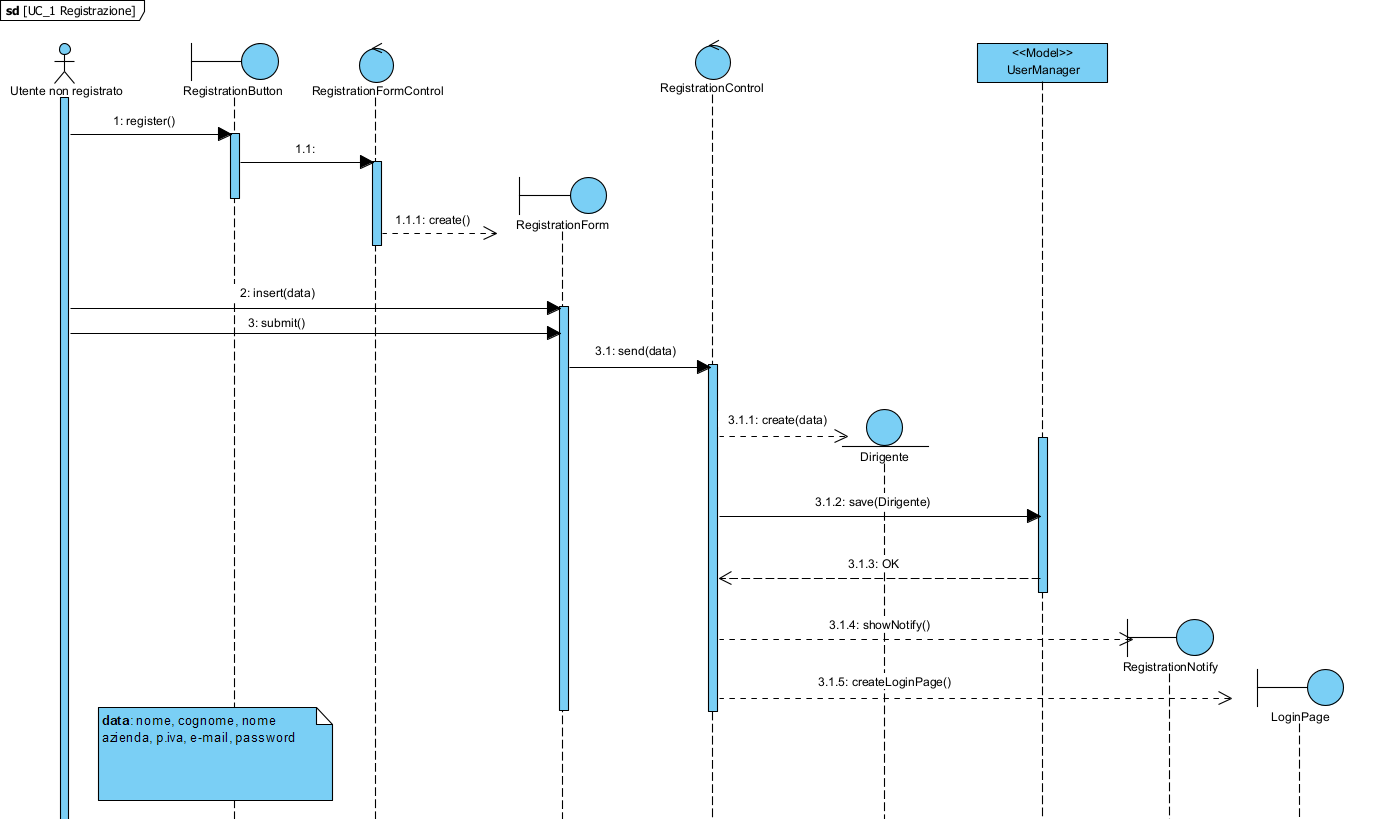 sd [UC_1 Registrazione]
Utente non registrato
RegistrationButton
RegistrationFormControl
RegistrationControl
<<Model>>
UserManager
1: register()
1.1:
RegistrationForm
1.1.1: create()
2: insert(data)
3: submit()
3.1: send(data)
3.1.1: create(data)
Dirigente
3.1.2: save(Dirigente)
3.1.3: OK
3.1.4: showNotify()
RegistrationNotify
3.1.5: createLoginPage()
LoginPage
data: nome, cognome, nome
azienda, p.iva, e-mail, password